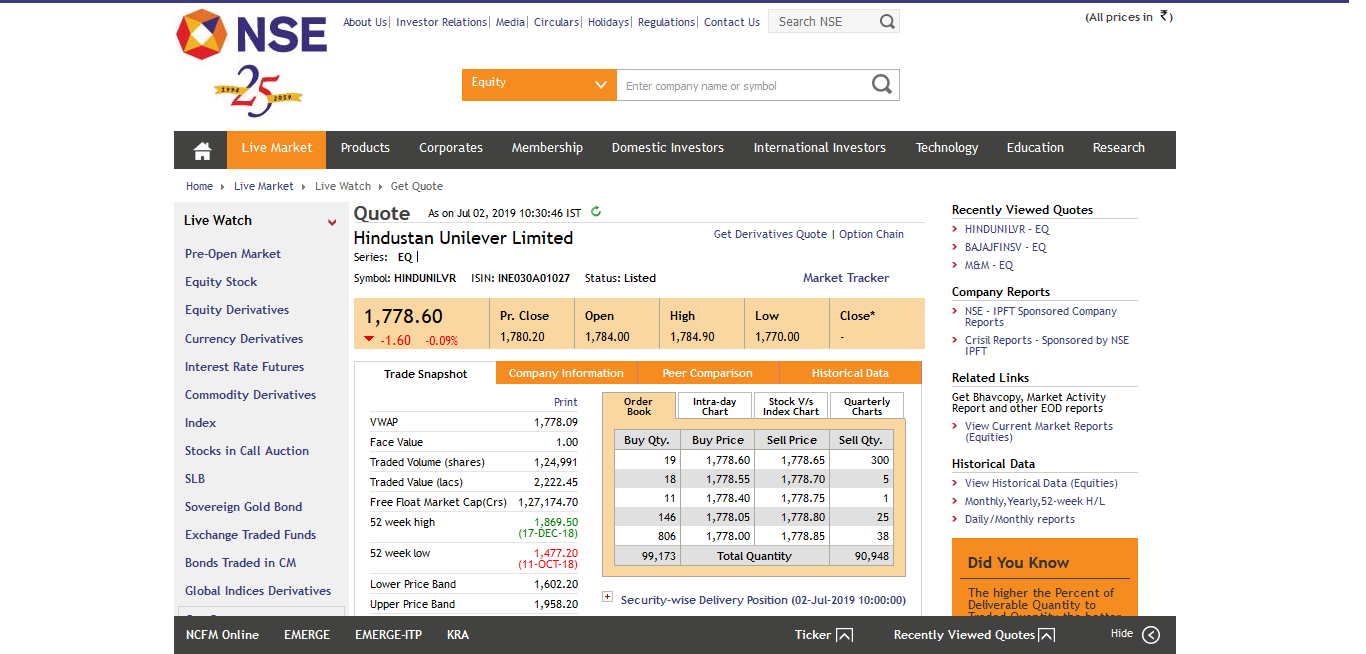 NSE
1994 25 2019
About Us| Investor Relations| Media| Circulars| Holidays| Regulations| Contact Us
Search NSE
(All prices in ₹)
Equity
Enter company name or symbol
Live Market Products Corporates Membership Domestic Investors International Investors Technology Education Research
Home Live Market Live Watch Get Quote
Live Watch
Pre-Open Market
Equity Stock
Equity Derivatives
Currency Derivatives
Interest Rate Futures
Commodity Derivatives
Index
Stocks in Call Auction
SLB
Sovereign Gold Bond
Exchange Traded Funds
Bonds Traded in CM
Global Indices Derivatives
Quote As on Jul 02, 2019 10:30:46 IST
Hindustan Unilever Limited
Get Derivatives Quote | Option Chain
Series: EQ |
Symbol: HINDUNILVR ISIN: INE030A01027 Status: Listed
Market Tracker
1,778.60 Pr. Close Open High Low Close*
-1.60 -0.09% 1,780.20 1,784.00 1,784.90 1,770.00 -
Trade Snapshot Company Information Peer Comparison Historical Data
Print
VWAP 1,778.09
Face Value 1.00
Traded Volume (shares) 1,24,991
Traded Value (lacs) 2,222.45
Free Float Market Cap(Crs) 1,27,174.70
52 week high 1,869.50
(17-DEC-18)
52 week low 1,477.20
(11-OCT-18)
Lower Price Band 1,602.20
Upper Price Band 1,958.20
Order
Book
Intra-day
Chart
Stock V/s
Index Chart
Quarterly
Charts
Buy Qty. Buy Price Sell Price Sell Qty.
19 1,778.60 1,778.65 300
18 1,778.55 1,778.70 5
11 1,778.40 1,778.75 1
146 1,778.05 1,778.80 25
806 1,778.00 1,778.85 38
99,173 Total Quantity 90,948
Security-wise Delivery Position (02-Jul-2019 10:00:00)
Recently Viewed Quotes
HINDUNILVR - EQ
BAJAJFINSV - EQ
M&M - EQ
Company Reports
NSE - IPFT Sponsored Company
Reports
Crisil Reports - Sponsored by NSE
IPFT
Related Links
Get Bhavcopy, Market Activity
Report and other EOD reports
View Current Market Reports
(Equities)
Historical Data
View Historical Data (Equities)
Monthly,Yearly,52-week H/L
Daily/Monthly reports
Did You Know
The higher the Percent of
Deliverable Quantity to
Traded Quantity the better
NCFM Online EMERGE EMERGE-ITP KRA Ticker Recently Viewed Quotes Hide